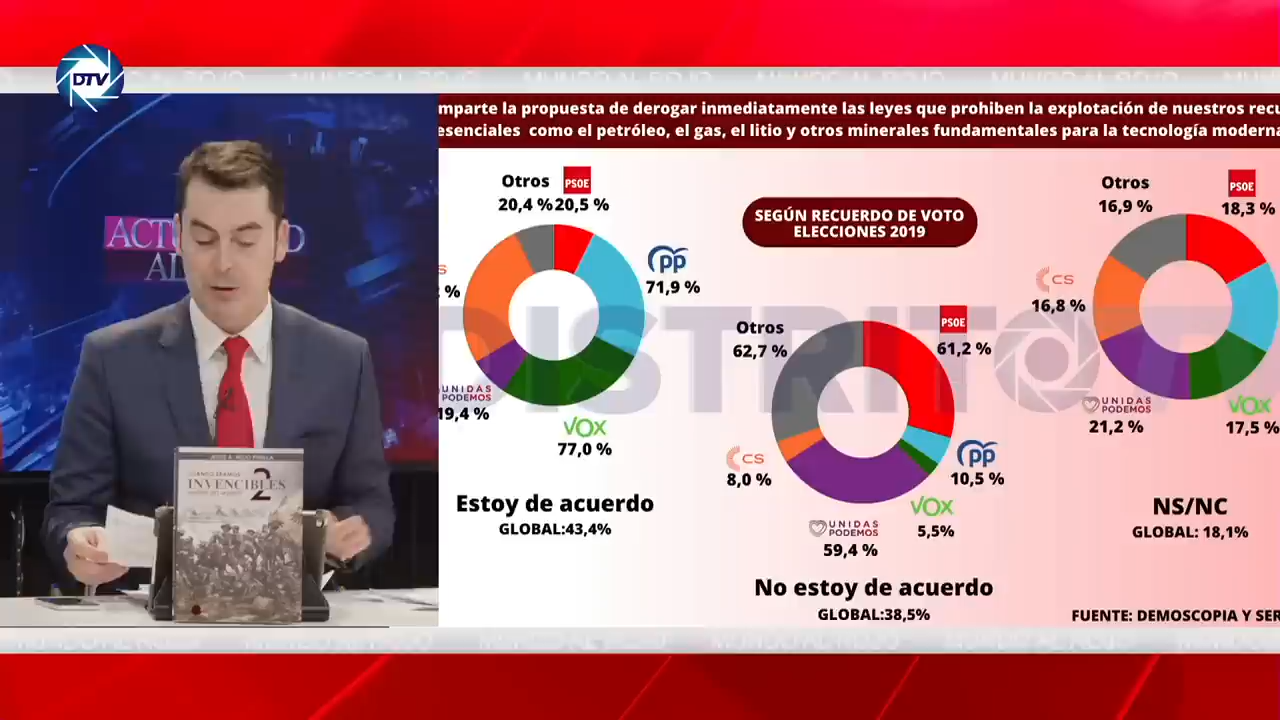 DTV
MUNDO AL ROJO
mparte la propuesta de derogar inmediatamente las leyes que prohiben la explotación de nuestros recu
esenciales como el petróleo, el gas, el litio y otros minerales fundamentales para la tecnología moderna
Otros
PSOE
20,4 %
20,5 %
pp
71,9 %
%
UNIDAS
PODEMOS
19,4 %
VOX
77,0 %
Estoy de acuerdo
GLOBAL:43,4%
SEGÚN RECUERDO DE VOTO
ELECCIONES 2019
Otros
62,7 %
PSOE
61,2 %
CS
8,0 %
pp
10,5 %
VOX
5,5%
UNIDAS
PODEMOS
59,4 %
No estoy de acuerdo
GLOBAL:38,5%
Otros
16,9 %
PSOE
18,3 %
CS
16,8 %
UNIDAS
PODEMOS
21,2 %
VOX
17,5 %
NS/NC
GLOBAL: 18,1%
FUENTE: DEMOSCOPIA Y SER
DISTRITO
INVENCIBLES
2